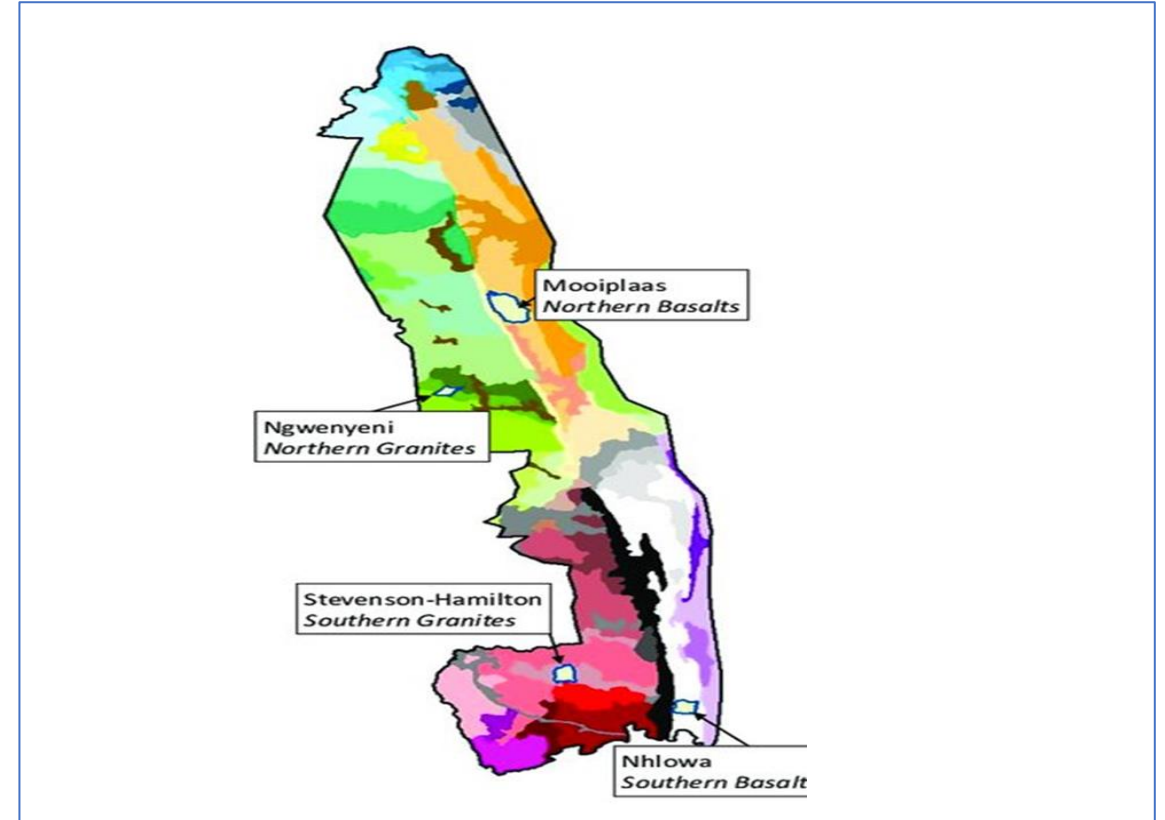 Mooiplaas
Northern Basalts
Ngwenyeni
Northern Granites
Stevenson-Hamilton
Southern Granites
Nhlowa
Southern Basalt